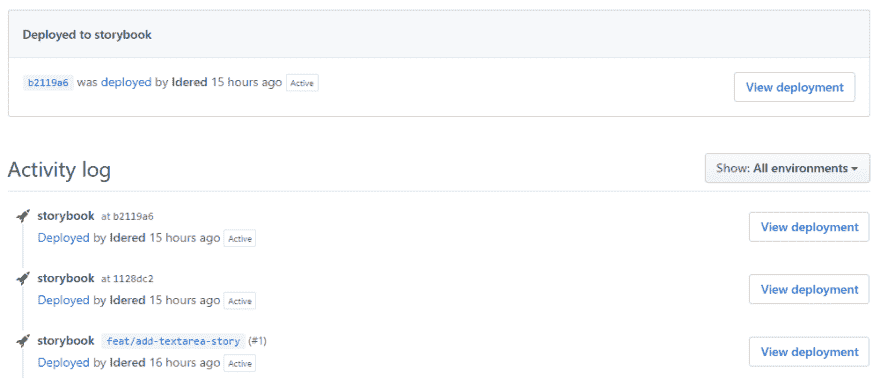 Deployed to storybook
b2119a6 was deployed by Idered 15 hours ago Active View deployment
Activity log Show: All environments
storybook at b2119a6
Deployed by Idered 15 hours ago Active View deployment
storybook at 1128dc2
Deployed by Idered 15 hours ago Active View deployment
storybook feat/add-textarea-story (#1)
Deployed by Idered 16 hours ago Active View deployment